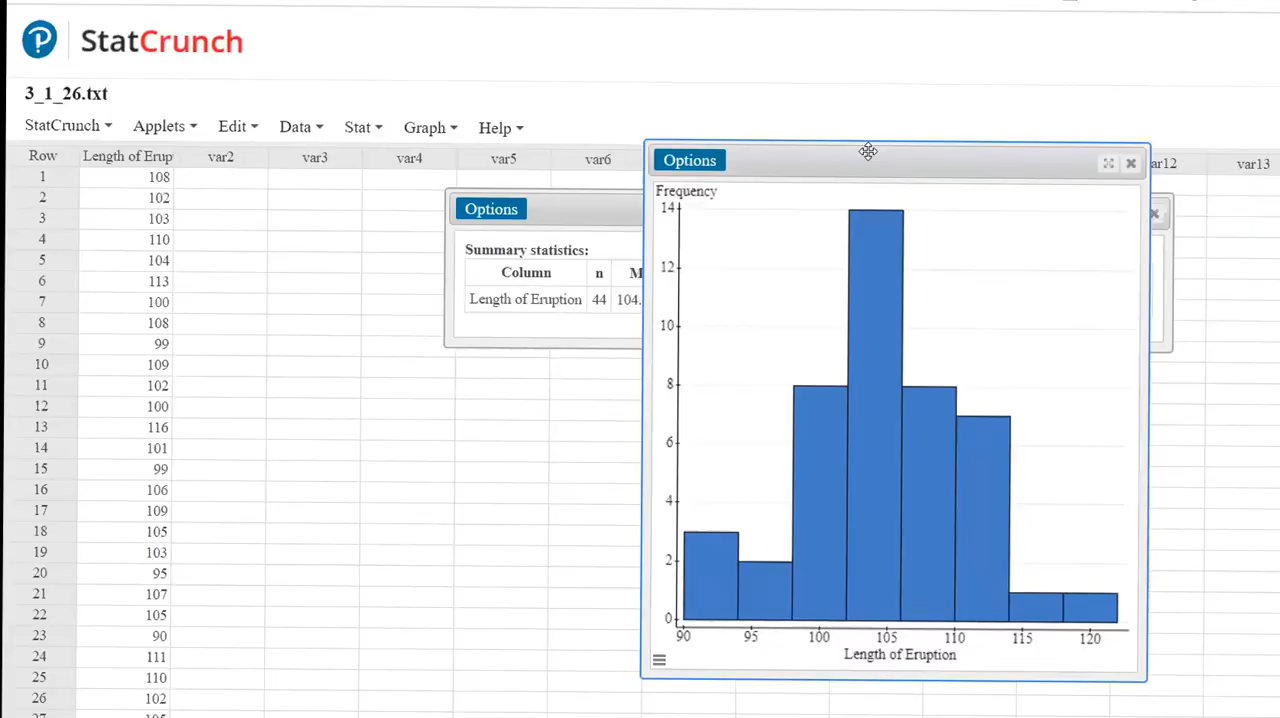 StatCrunch
3_1_26.txt
StatCrunch Applets Edit Data Stat Graph Help
Row Length of Erup var2 var3 var4 var5 var6 var13
1 108
2 102
3 103
4 110
5 104
6 113
7 100
8 108
9 99
10 109
11 102
12 100
13 116
14 101
15 99
16 106
17 109
18 105
19 103
20 95
21 107
22 105
23 90
24 111
25 110
26 102
Options
Summary statistics:
Column n
Length of Eruption 44 104.
Options
Frequency
14
12
10
8
6
4
2
0
90 95 100 105 110 115 120
Length of Eruption